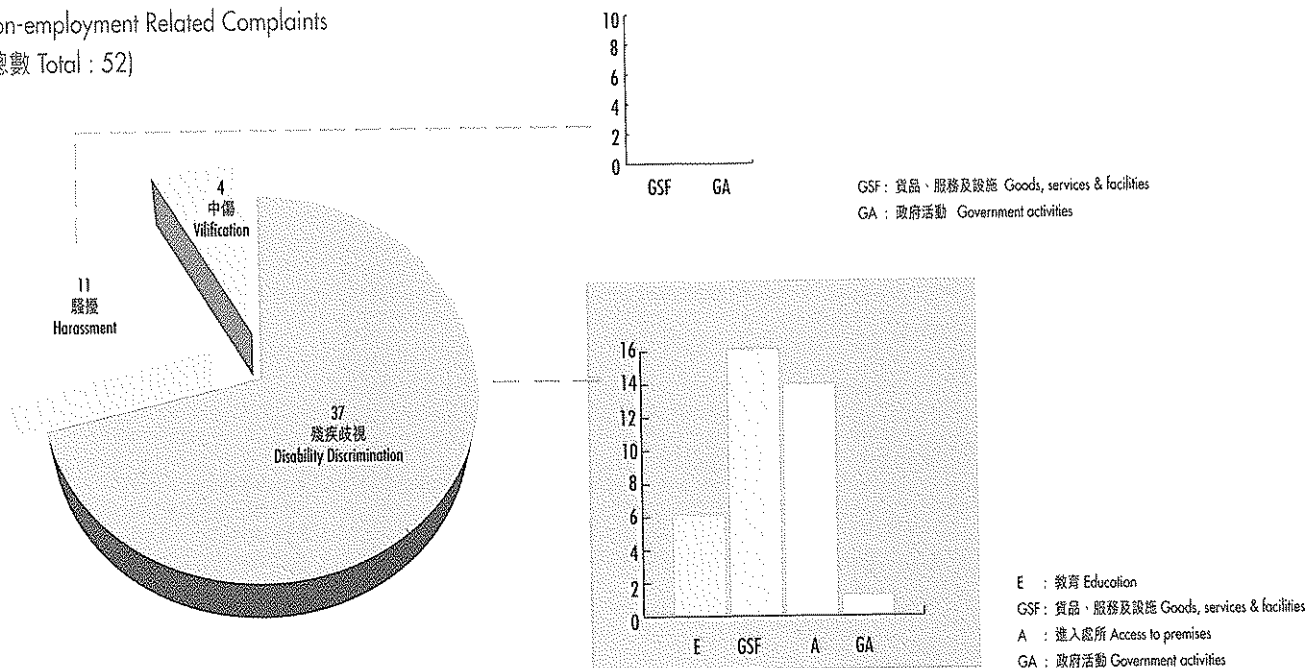 on-employment Related Complaints
總數 Total : 52)
10
8
6
4
2
0
GSF GA
GSF : 貨品、服務及設施 Goods, services & facilities
GA : 政府活動 Government activities
4
中傷
Vilification
11
騷擾
Harassment
37
殘疾歧視
Disability Discrimination
16
14
12
10
8
6
4
2
0
E GSF A GA
E : 教育 Education
GSF : 貨品、服務及設施 Goods, services & facilities
A : 進入處所 Access to premises
GA : 政府活動 Government activities